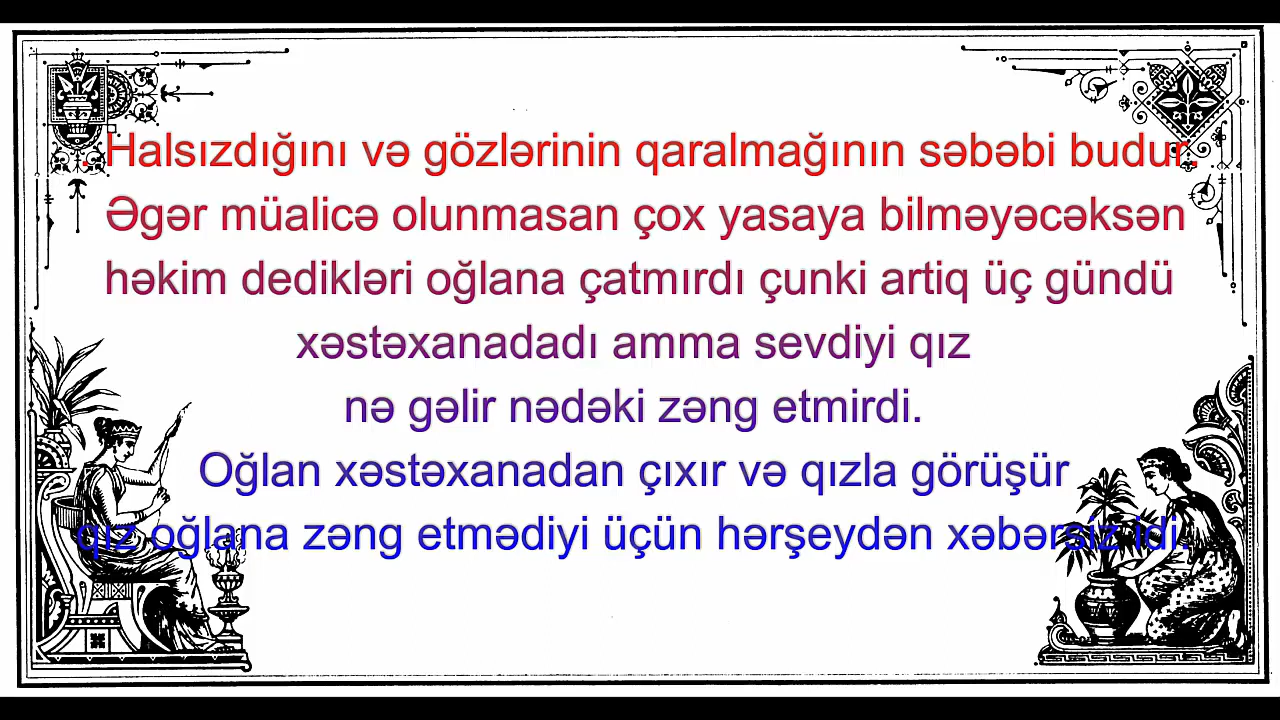 . Halsızdığını və gözlərinin qaralmağının səbəbi budur.
Əgər müalicə olunmasan çox yasaya bilməyəcəksən
həkim dedikləri oğlana çatmırdı çunki artiq üç gündü
xəstəxanadadı amma sevdiyi qız
nə gəlir nədəki zəng etmirdi.
Oğlan xəstəxanadan çıxır və qızla görüşür
qız oğlana zəng etmədiyi üçün hərşeydən xəbərsiz idi.